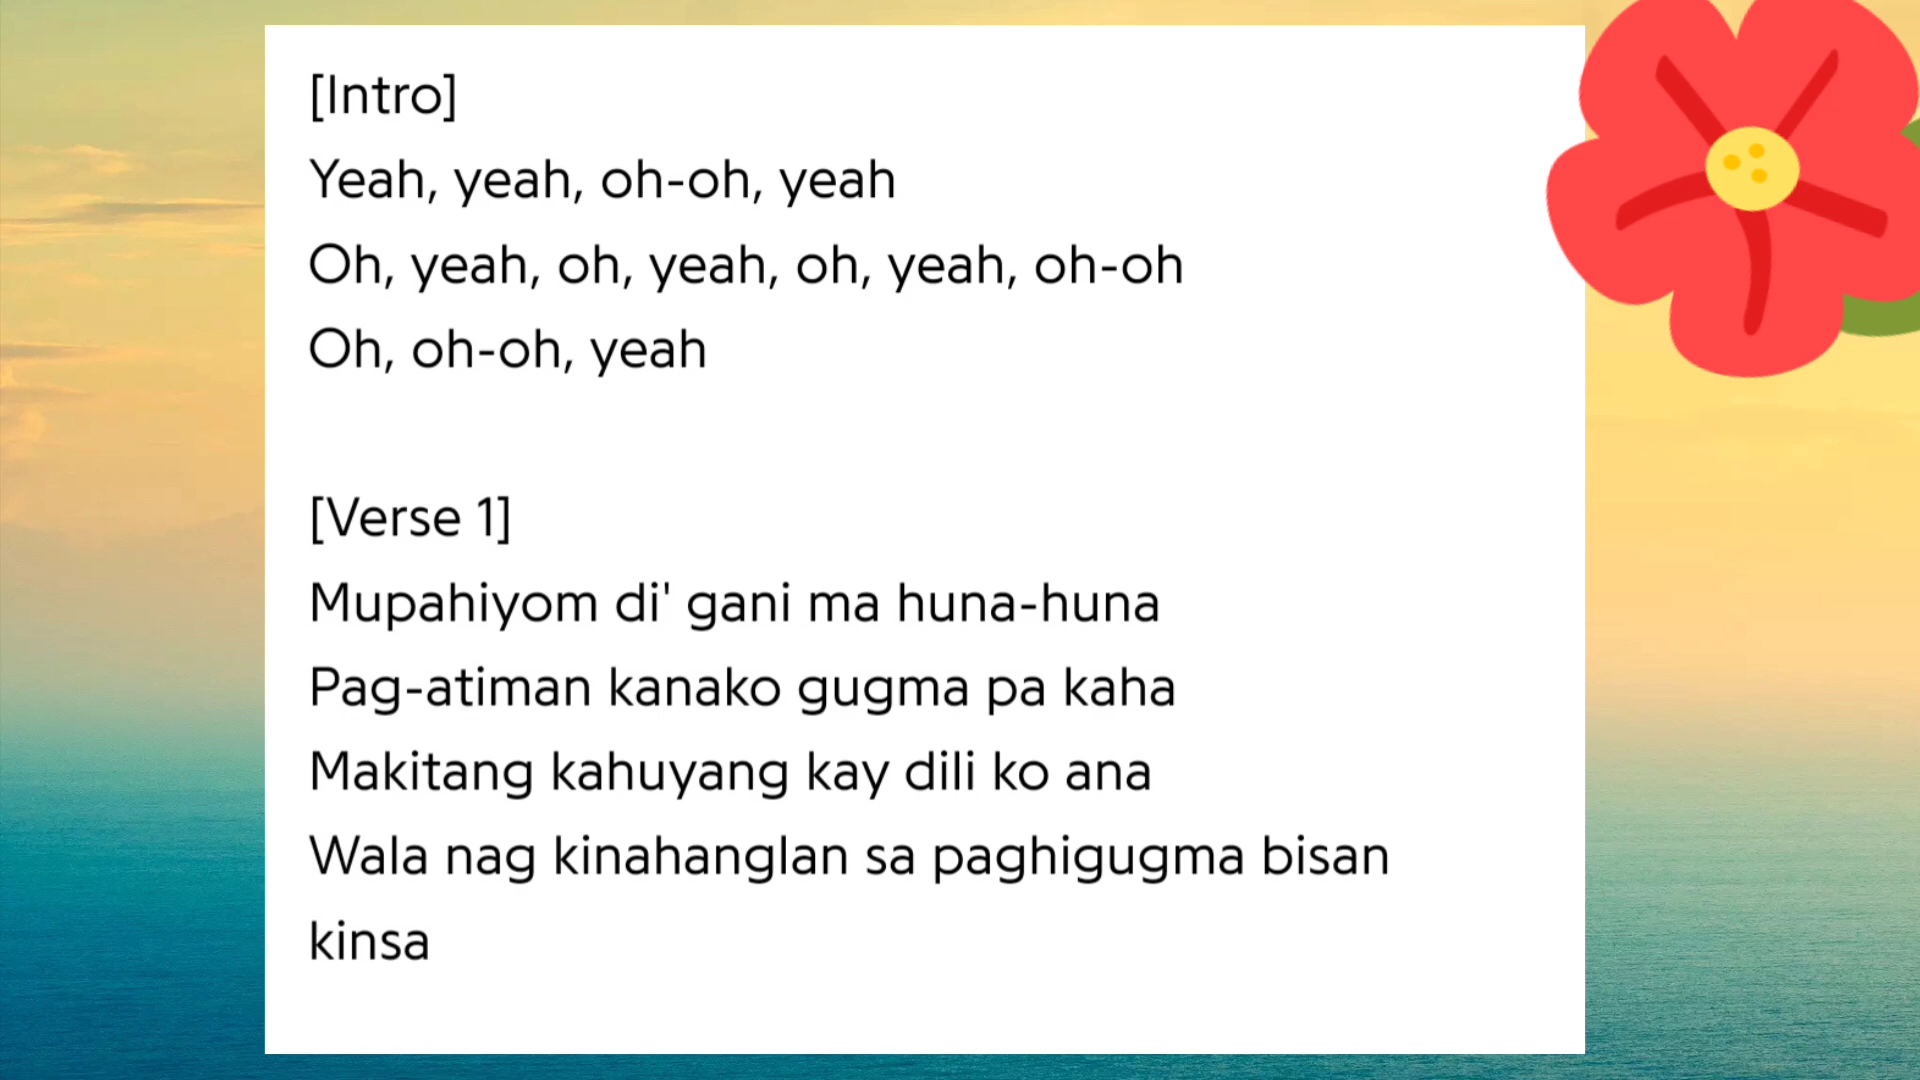 [Intro]
Yeah, yeah, oh-oh, yeah
Oh, yeah, oh, yeah, oh, yeah, oh-oh
Oh, oh-oh, yeah
[Verse 1]
Mupahiyom di' gani ma huna-huna
Pag-atiman kanako gugma pa kaha
Makitang kahuyang kay dili ko ana
Wala nag kinahanglan sa paghigugma bisan
kinsa